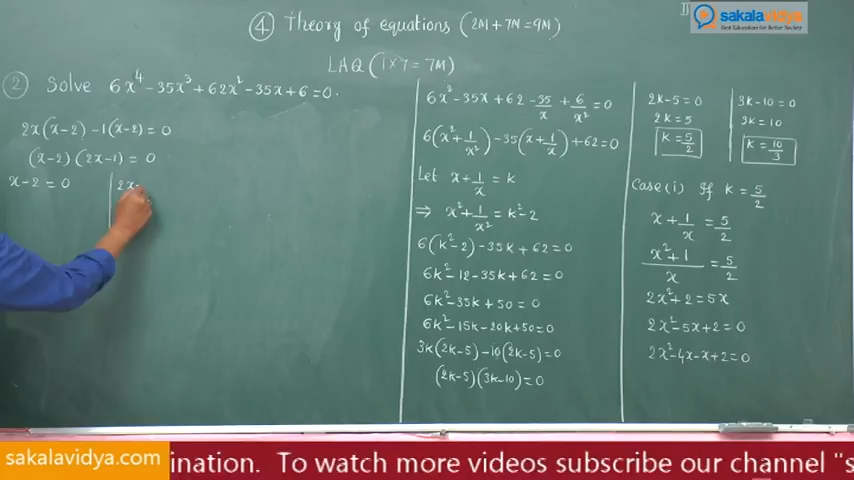 ④ Theory of equations (2M + 7M = 9M)
sakalavidya
Best Education for Better Society
LAQ (1×7 = 7M)
② Solve 6x⁴ - 35x³ + 62x² - 35x + 6 = 0.
2x(x-2) - 1(x-2) = 0
(x-2) (2x-1) = 0
x-2 = 0
2x-
6x² - 35x + 62 - 35/x + 6/x² = 0
6(x² + 1/x²) - 35(x + 1/x) + 62 = 0
Let x + 1/x = k
⇒ x² + 1/x² = k² - 2
6(k² - 2) - 35k + 62 = 0
6k² - 12 - 35k + 62 = 0
6k² - 35k + 50 = 0
6k² - 15k - 20k + 50 = 0
3k(2k-5) - 10(2k-5) = 0
(2k-5)(3k-10) = 0
2k-5 = 0
2k = 5
k = 5/2
3k-10 = 0
3k = 10
k = 10/3
Case(i) If k = 5/2
x + 1/x = 5/2
x² + 1 / x = 5/2
2x² + 2 = 5x
2x² - 5x + 2 = 0
2x² - 4x - x + 2 = 0
sakalavidya.com
ination. To watch more videos subscribe our channel "s